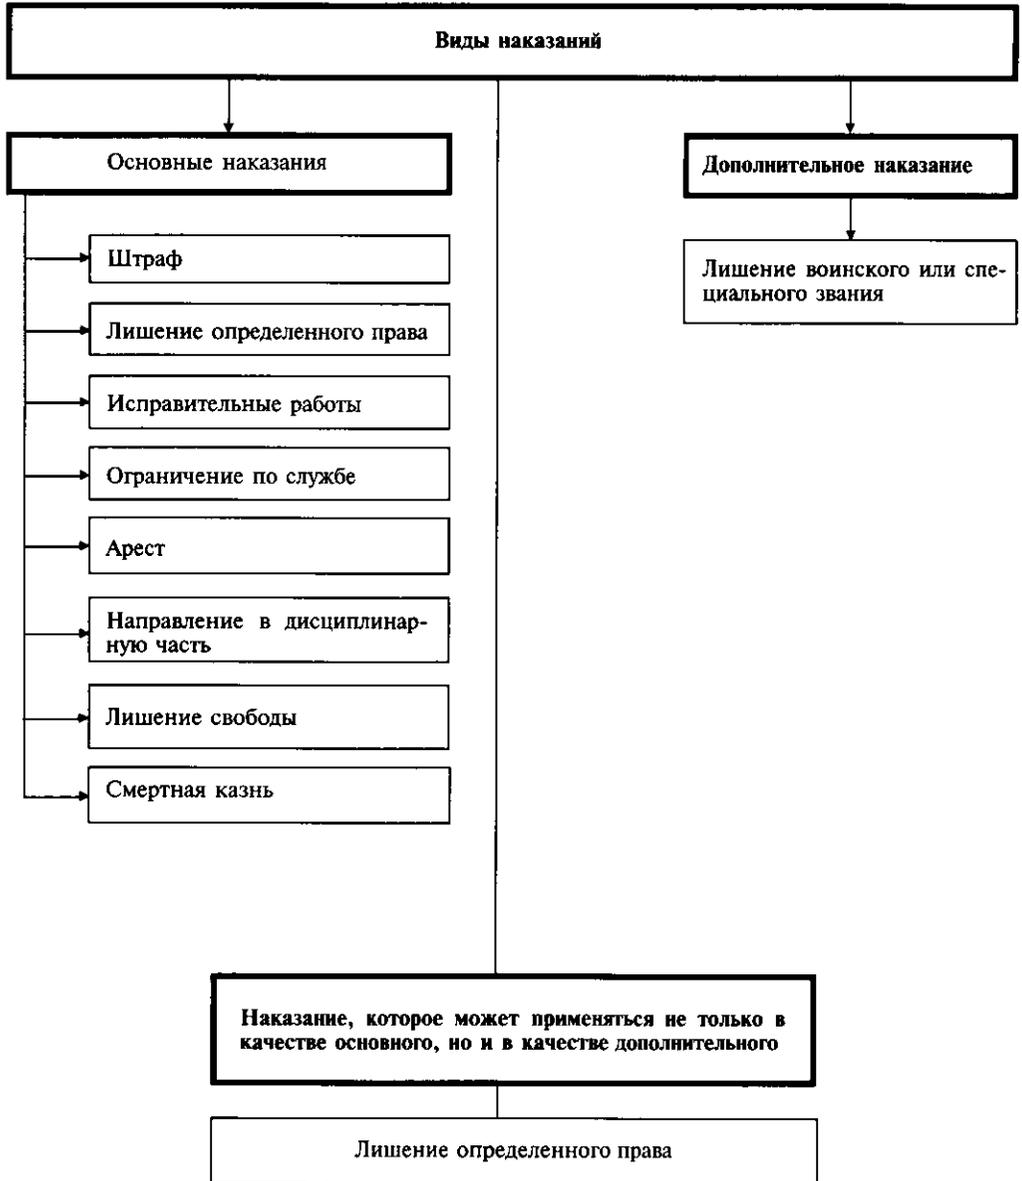 Виды наказаний
Основные наказания
Штраф
Лишение определенного права
Исправительные работы
Ограничение по службе
Арест
Направление в дисциплинар-
ную часть
Лишение свободы
Смертная казнь
Дополнительное наказание
Лишение воинского или спе-
циального звания
Наказание, которое может применяться не только в
качестве основного, но и в качестве дополнительного
Лишение определенного права